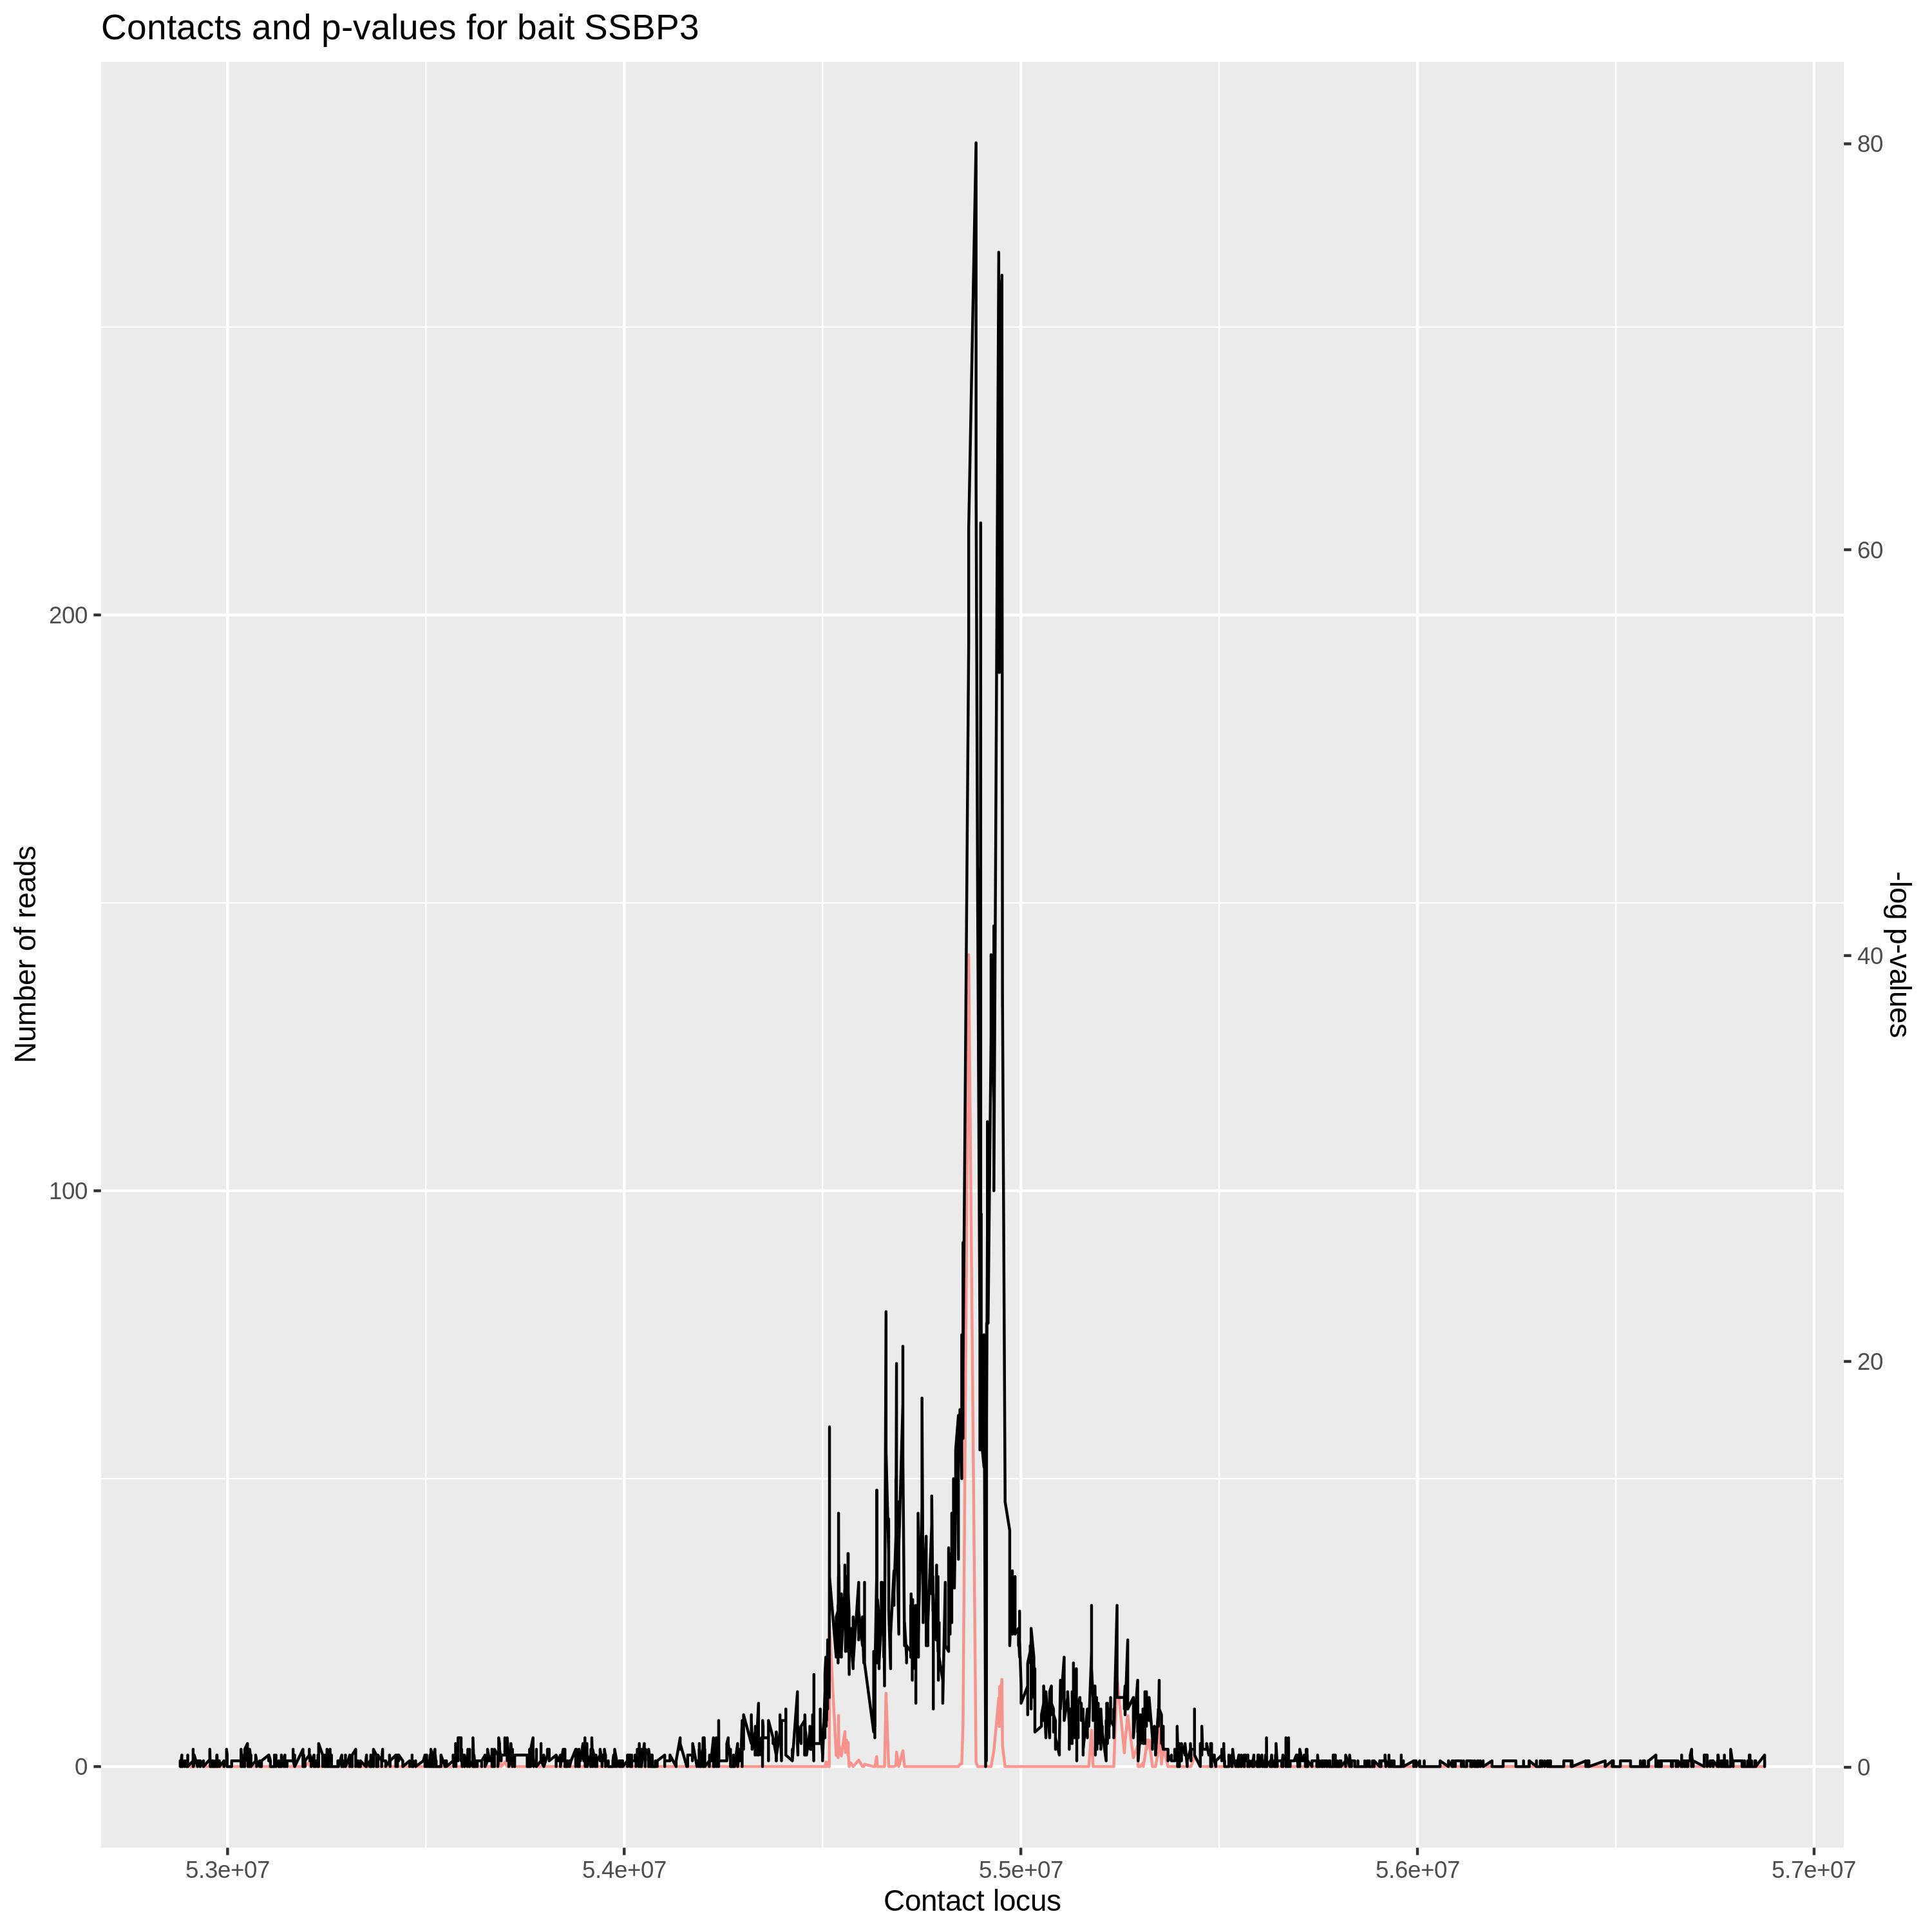 Contacts and p-values for bait SSBP3
80
60
200
40
Number of reads
-log p-values
100
20
0
0
5.3e+07
5.4e+07
5.5e+07
5.6e+07
5.7e+07
Contact locus